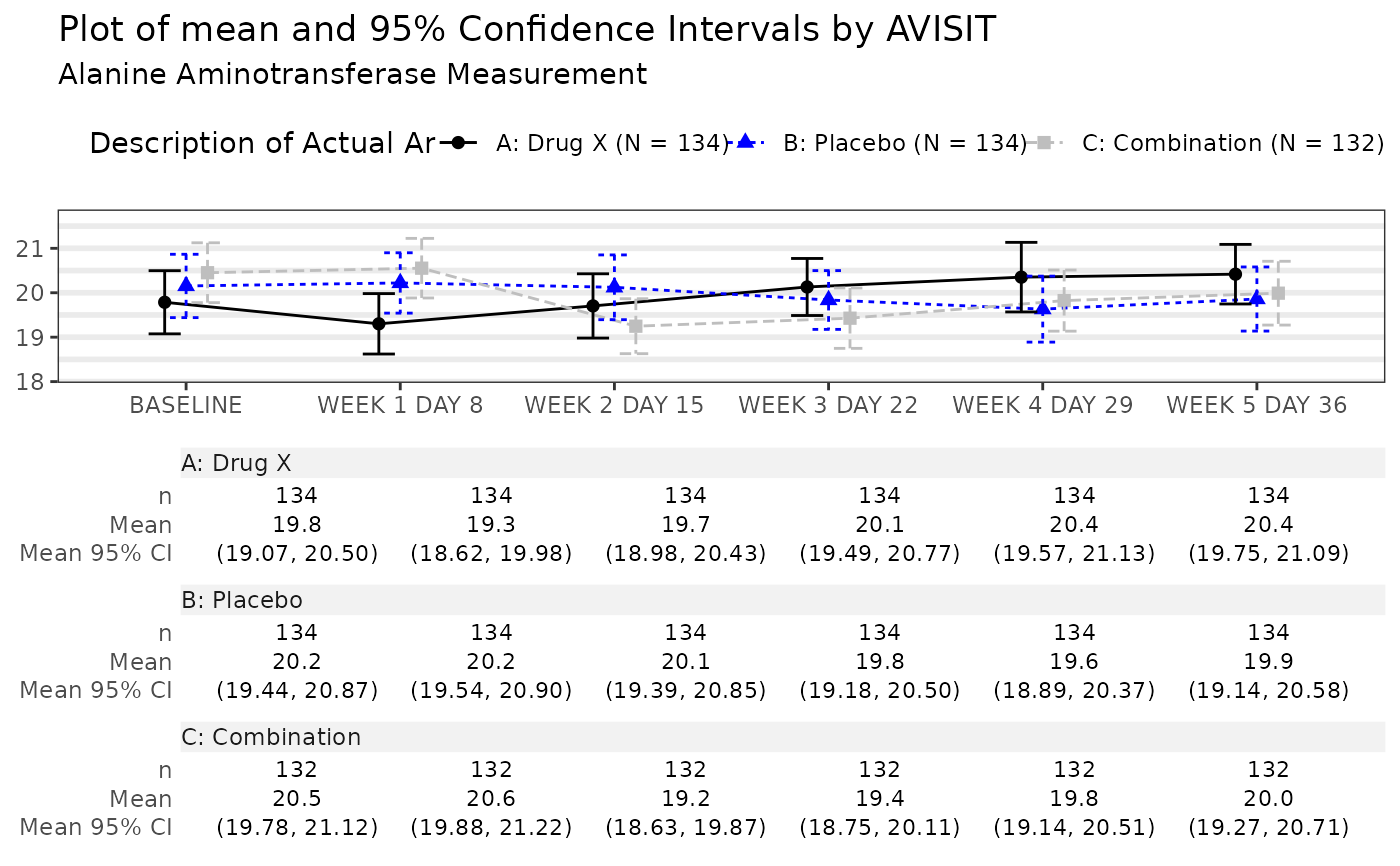 Plot of mean and 95% Confidence Intervals by AVISIT
Alanine Aminotransferase Measurement
Description of Actual Ar A: Drug X (N = 134) B: Placebo (N = 134) C: Combination (N = 132)
21
20
19
18
BASELINE WEEK 1 DAY 8 WEEK 2 DAY 15 WEEK 3 DAY 22 WEEK 4 DAY 29 WEEK 5 DAY 36
A: Drug X
n 134 134 134 134 134 134
Mean 19.8 19.3 19.7 20.1 20.4 20.4
Mean 95% CI (19.07, 20.50) (18.62, 19.98) (18.98, 20.43) (19.49, 20.77) (19.57, 21.13) (19.75, 21.09)
B: Placebo
n 134 134 134 134 134 134
Mean 20.2 20.2 20.1 19.8 19.6 19.9
Mean 95% CI (19.44, 20.87) (19.54, 20.90) (19.39, 20.85) (19.18, 20.50) (18.89, 20.37) (19.14, 20.58)
C: Combination
n 132 132 132 132 132 132
Mean 20.5 20.6 19.2 19.4 19.8 20.0
Mean 95% CI (19.78, 21.12) (19.88, 21.22) (18.63, 19.87) (18.75, 20.11) (19.14, 20.51) (19.27, 20.71)